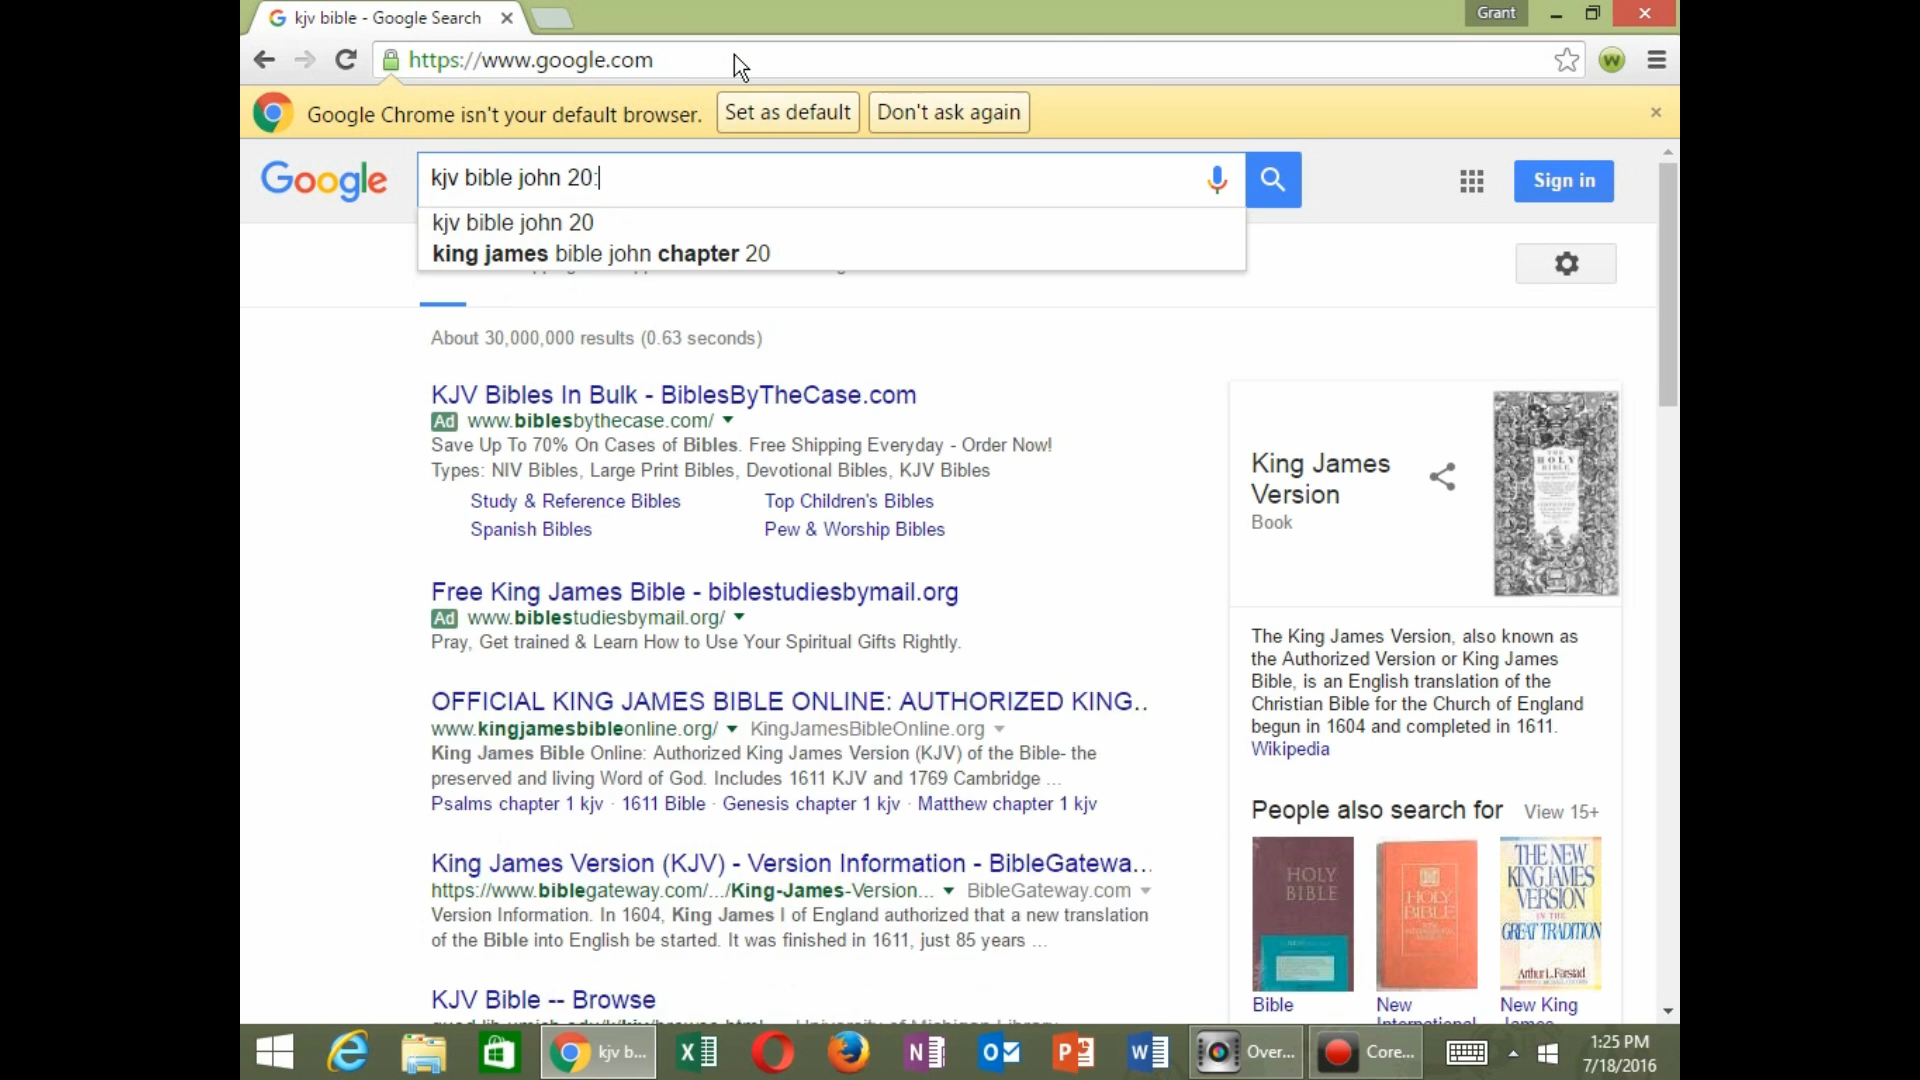 kjv bible - Google Search
Grant
https://www.google.com
Google Chrome isn't your default browser.
Set as default
Don't ask again
Google
kjv bible john 20:
Sign in
kjv bible john 20
king james bible john chapter 20
About 30,000,000 results (0.63 seconds)
KJV Bibles In Bulk - BiblesByTheCase.com
Ad www.biblesbythecase.com/
Save Up To 70% On Cases of Bibles. Free Shipping Everyday - Order Now!
Types: NIV Bibles, Large Print Bibles, Devotional Bibles, KJV Bibles
Study & Reference Bibles
Top Children's Bibles
Spanish Bibles
Pew & Worship Bibles
Free King James Bible - biblestudiesbymail.org
Ad www.biblestudiesbymail.org/
Pray, Get trained & Learn How to Use Your Spiritual Gifts Rightly.
OFFICIAL KING JAMES BIBLE ONLINE: AUTHORIZED KING..
www.kingjamesbibleonline.org/ KingJamesBibleOnline.org
King James Bible Online: Authorized King James Version (KJV) of the Bible- the
preserved and living Word of God. Includes 1611 KJV and 1769 Cambridge ...
Psalms chapter 1 kjv · 1611 Bible · Genesis chapter 1 kjv · Matthew chapter 1 kjv
King James Version (KJV) - Version Information - BibleGatewa...
https://www.biblegateway.com/.../King-James-Version... BibleGateway.com
Version Information. In 1604, King James I of England authorized that a new translation
of the Bible into English be started. It was finished in 1611, just 85 years ...
KJV Bible -- Browse
King James
Version
Book
THE
HOLY
BIBLE
The King James Version, also known as
the Authorized Version or King James
Bible, is an English translation of the
Christian Bible for the Church of England
begun in 1604 and completed in 1611.
Wikipedia
People also search for
View 15+
HOLY
BIBLE
HOLY
BIBLE
THE NEW
KING JAMES
VERSION
IN THE
GREAT TRADITION
Arthur L. Farstad
Bible
New
International
New King
James
kjv b...
Over...
Core...
1:25 PM
7/18/2016